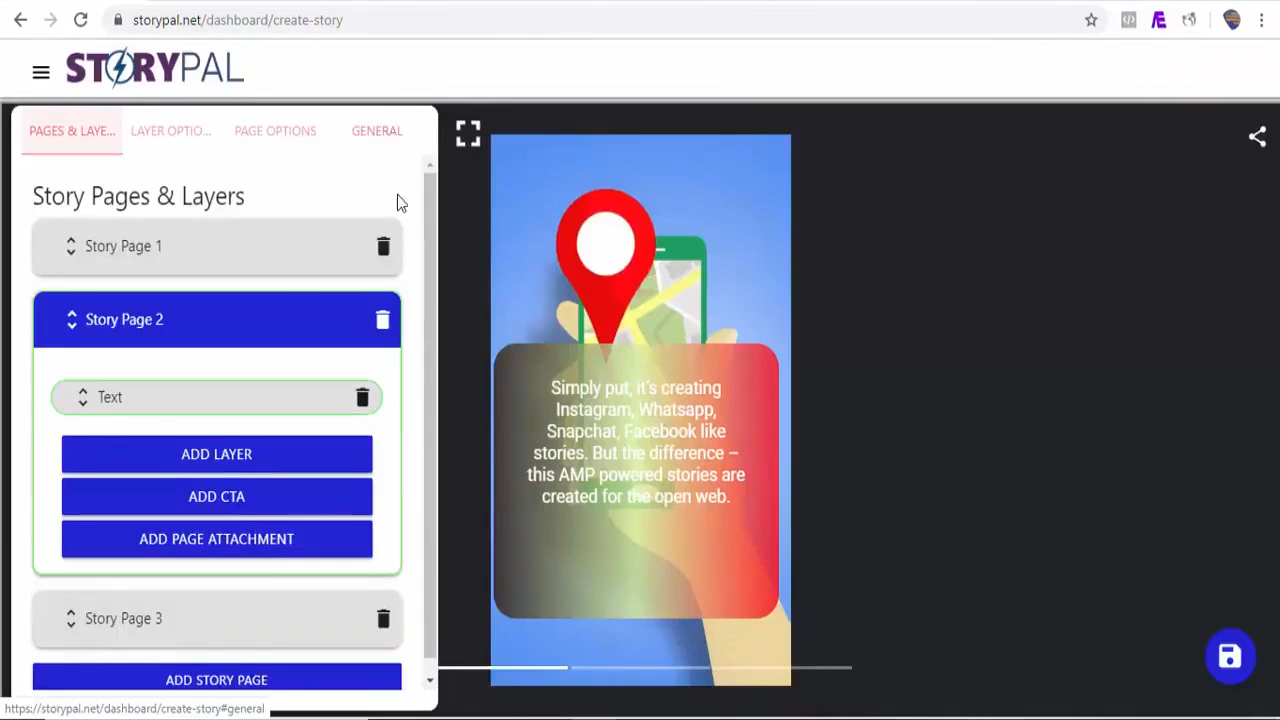 storypal.net/dashboard/create-story
STORYPAL
PAGES & LAYE...
LAYER OPTIO...
PAGE OPTIONS
GENERAL
Story Pages & Layers
Story Page 1
Story Page 2
Text
ADD LAYER
ADD CTA
ADD PAGE ATTACHMENT
Story Page 3
ADD STORY PAGE
Simply put, it's creating
Instagram, Whatsapp,
Snapchat, Facebook like
stories. But the difference –
this AMP powered stories are
created for the open web.
https://storypal.net/dashboard/create-story#general